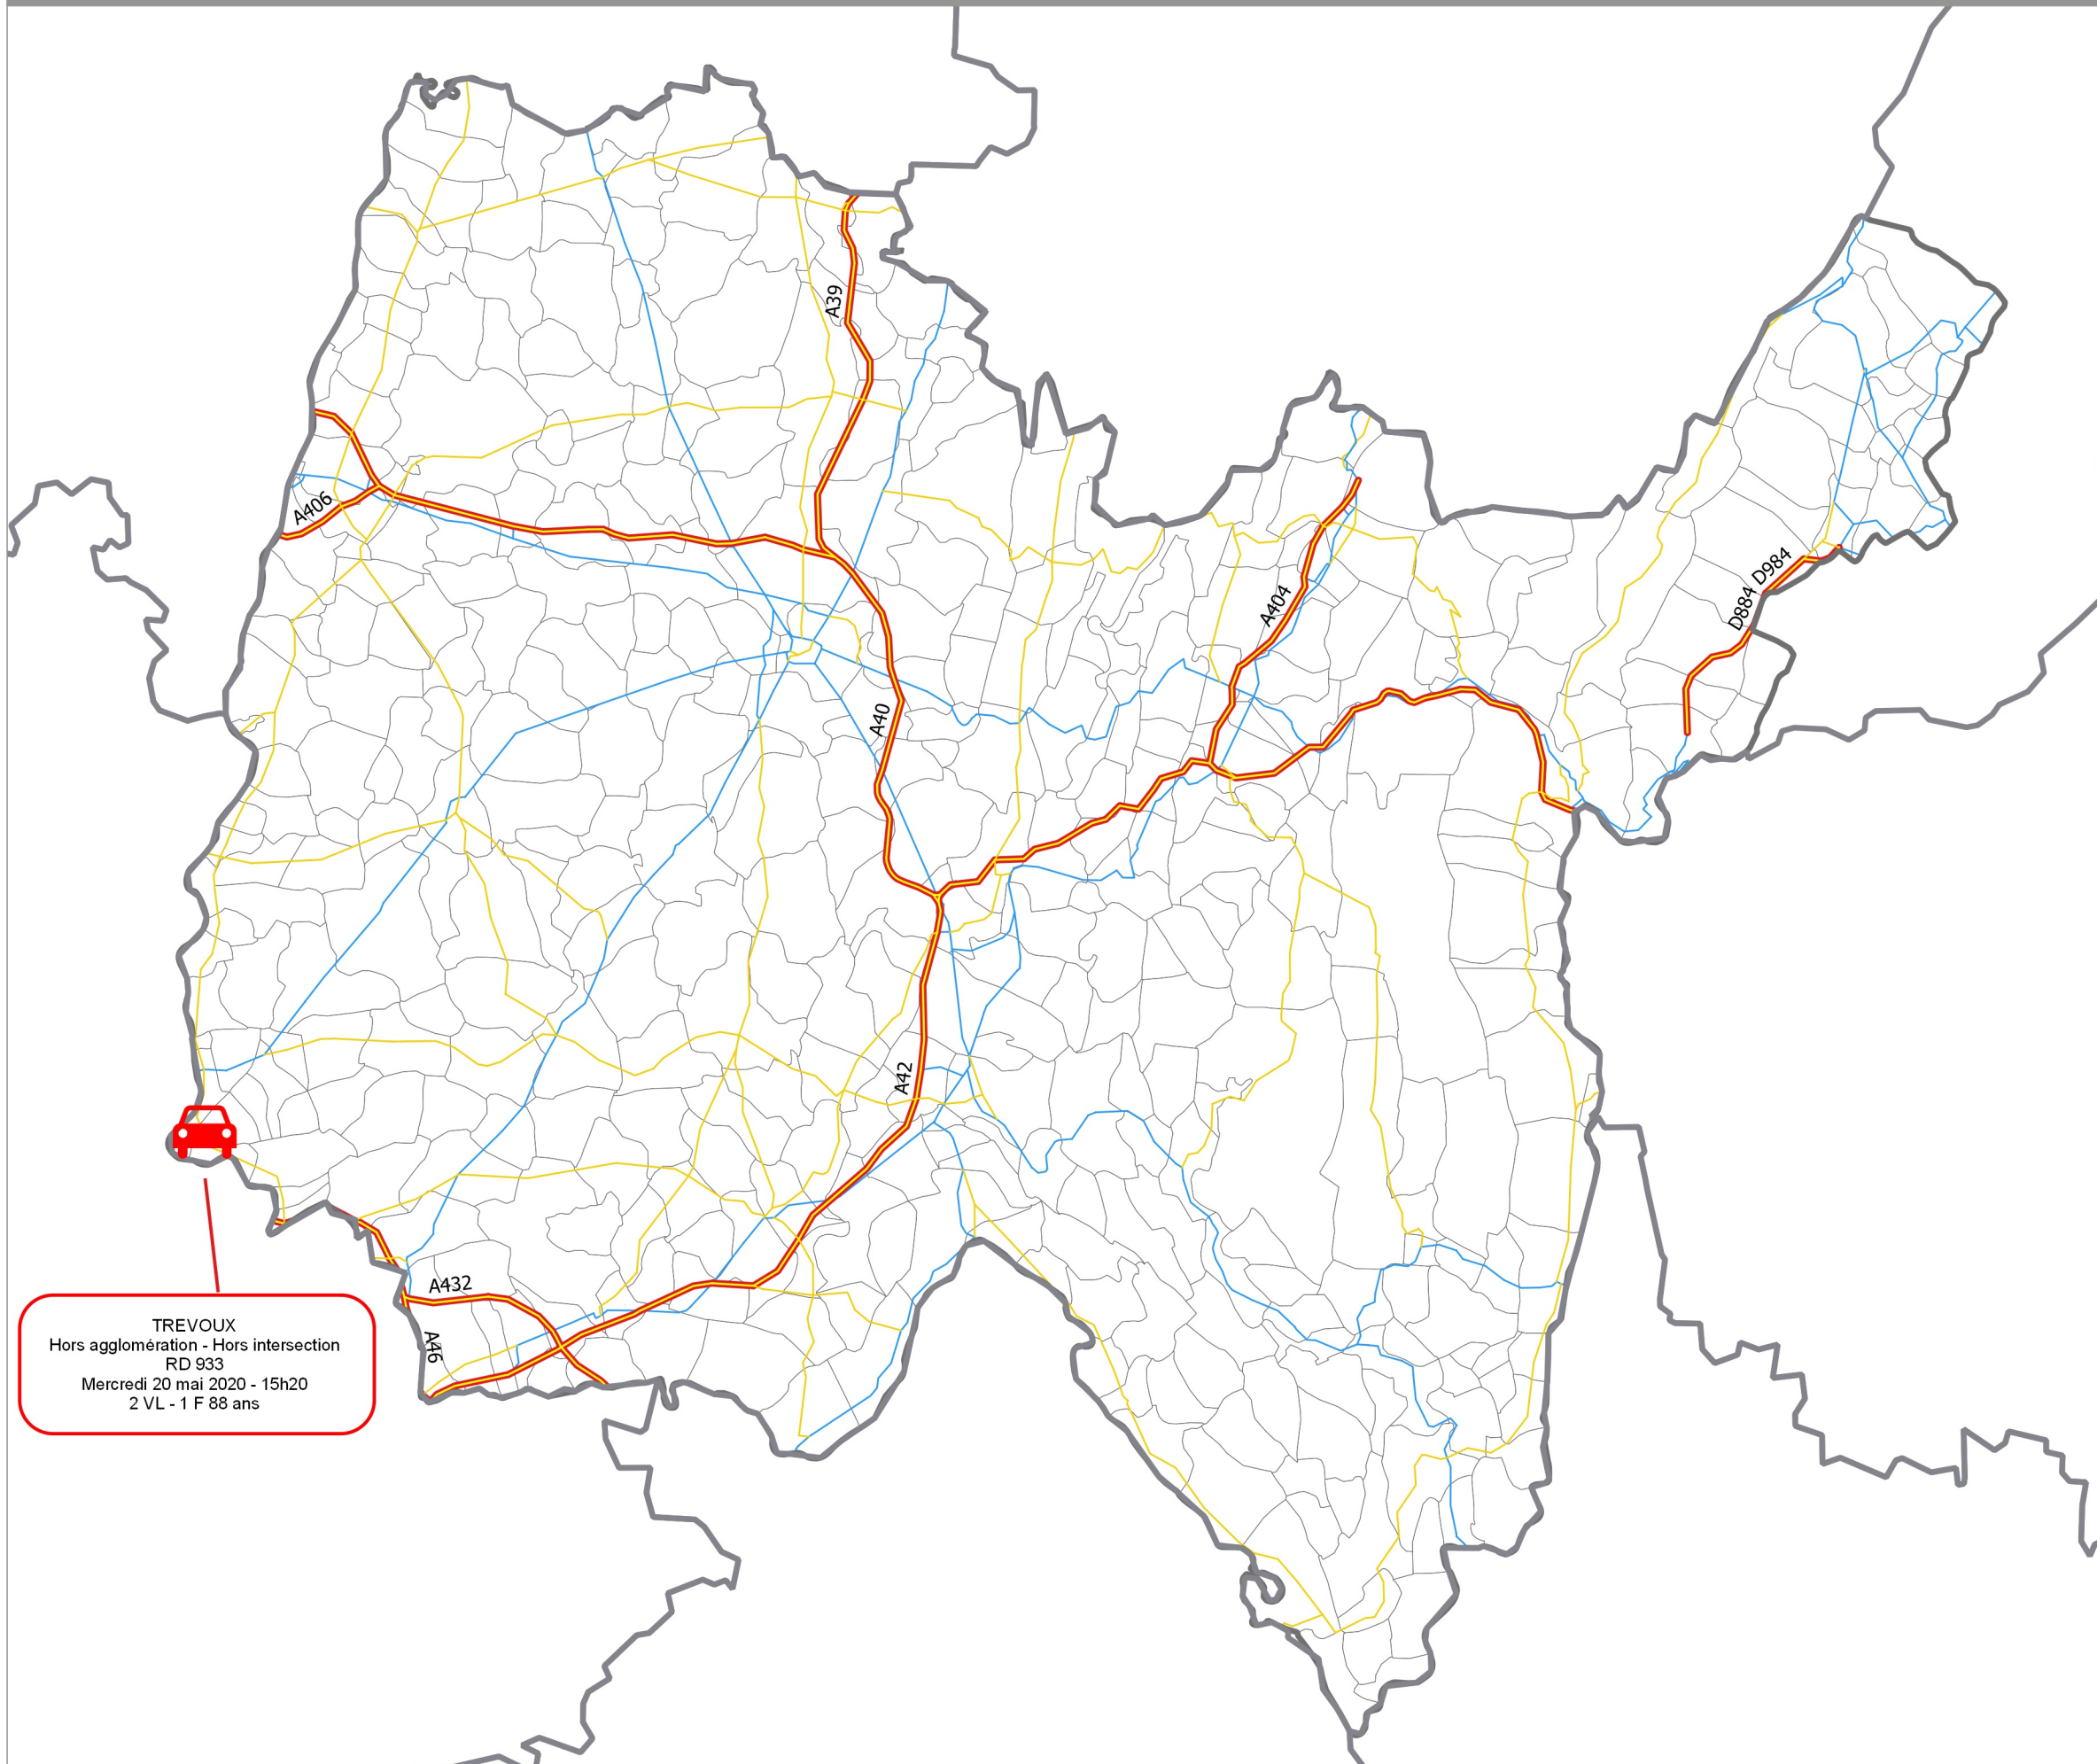 A39
A406
D984
D884
A404
A40
A42
A432
A46
TREVOUX
Hors agglomération - Hors intersection
RD 933
Mercredi 20 mai 2020 - 15h20
2 VL - 1 F 88 ans